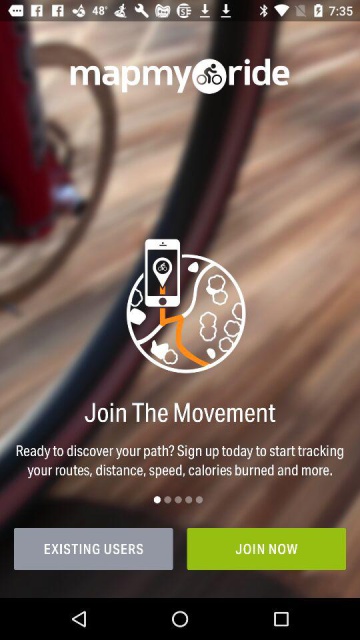 48°
7:35
mapmyride
Join The Movement
Ready to discover your path? Sign up today to start tracking
your routes, distance, speed, calories burned and more.
EXISTING USERS
JOIN NOW